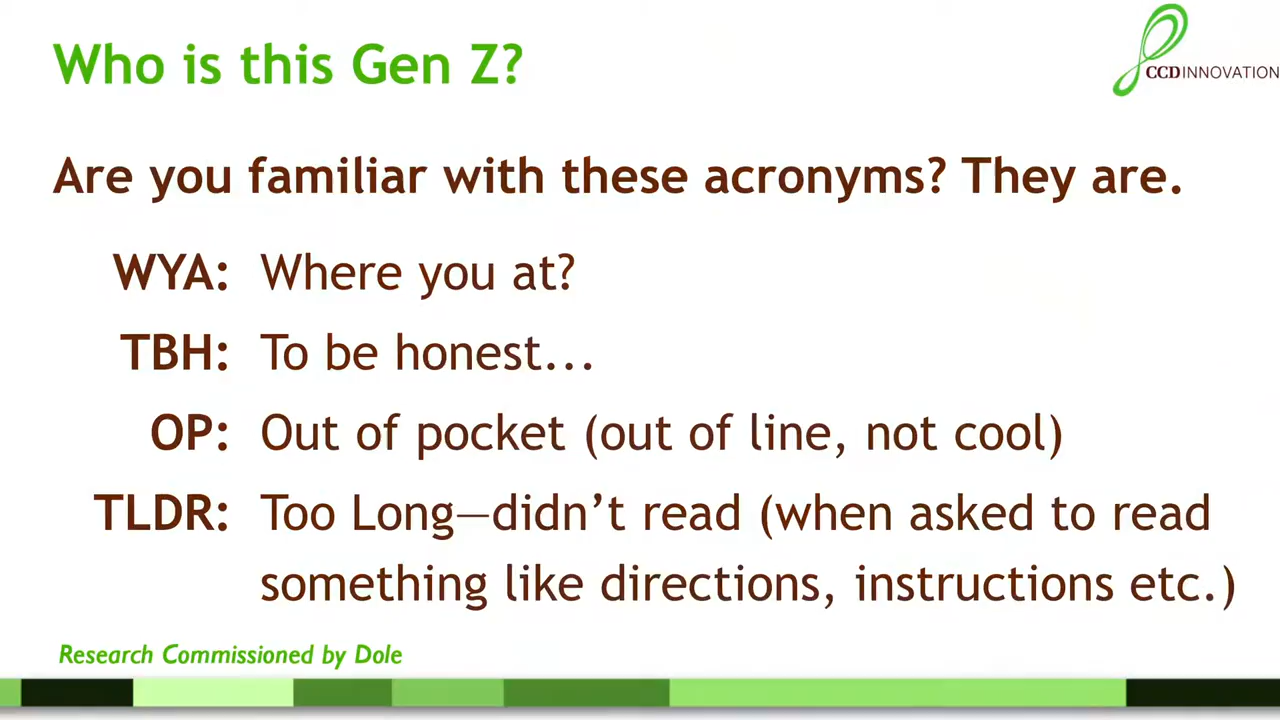 Who is this Gen Z?
CCDINNOVATION
Are you familiar with these acronyms? They are.
WYA: Where you at?
TBH: To be honest...
OP: Out of pocket (out of line, not cool)
TLDR: Too Long—didn't read (when asked to read
something like directions, instructions etc.)
Research Commissioned by Dole